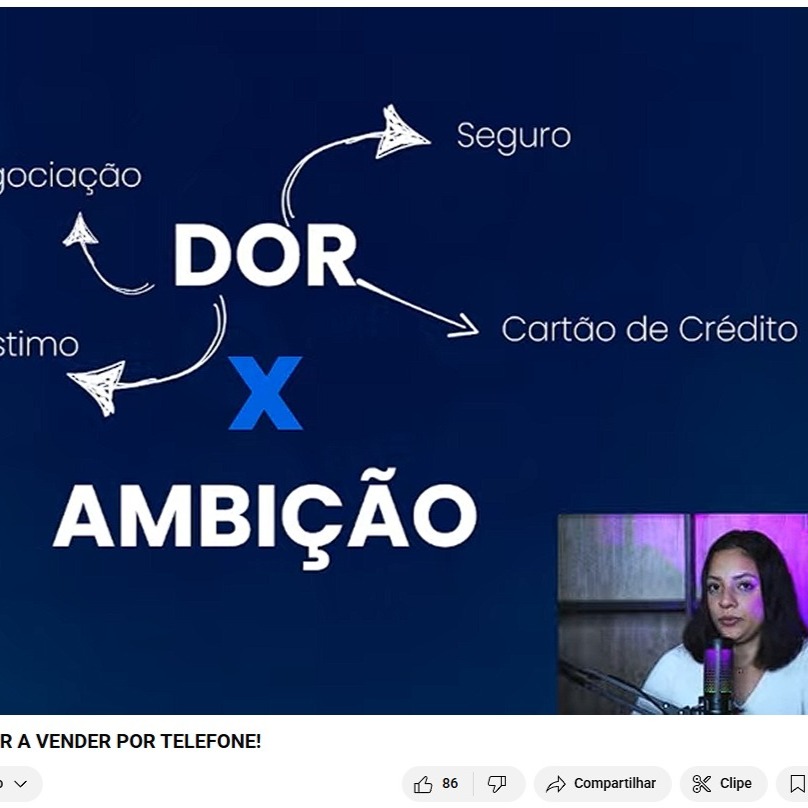 Seguro
gociação
DOR
Cartão de Crédito
stimo
X
AMBIÇÃO
R A VENDER POR TELEFONE!
o
86
Compartilhar
Clipe